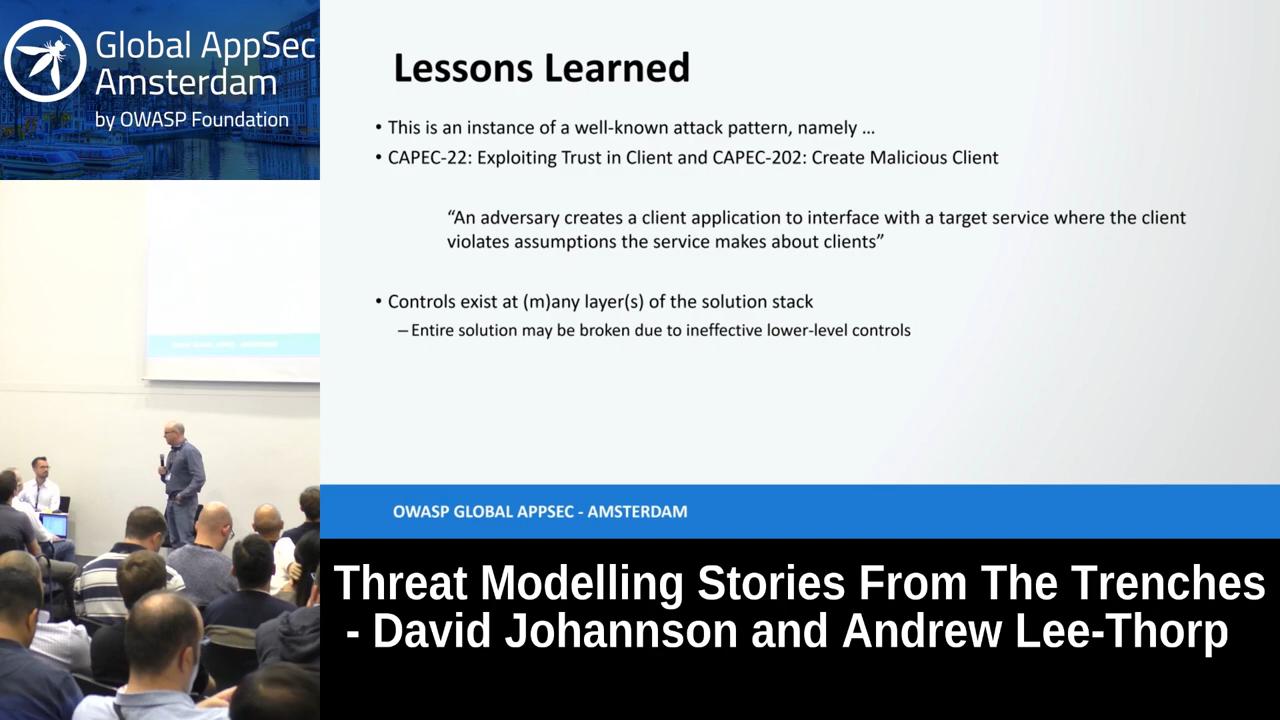 Global AppSec
Amsterdam
by OWASP Foundation
Lessons Learned
• This is an instance of a well-known attack pattern, namely ...
• CAPEC-22: Exploiting Trust in Client and CAPEC-202: Create Malicious Client
“An adversary creates a client application to interface with a target service where the client
violates assumptions the service makes about clients”
• Controls exist at (m)any layer(s) of the solution stack
– Entire solution may be broken due to ineffective lower-level controls
OWASP GLOBAL APPSEC - AMSTERDAM
Threat Modelling Stories From The Trenches
- David Johannson and Andrew Lee-Thorp